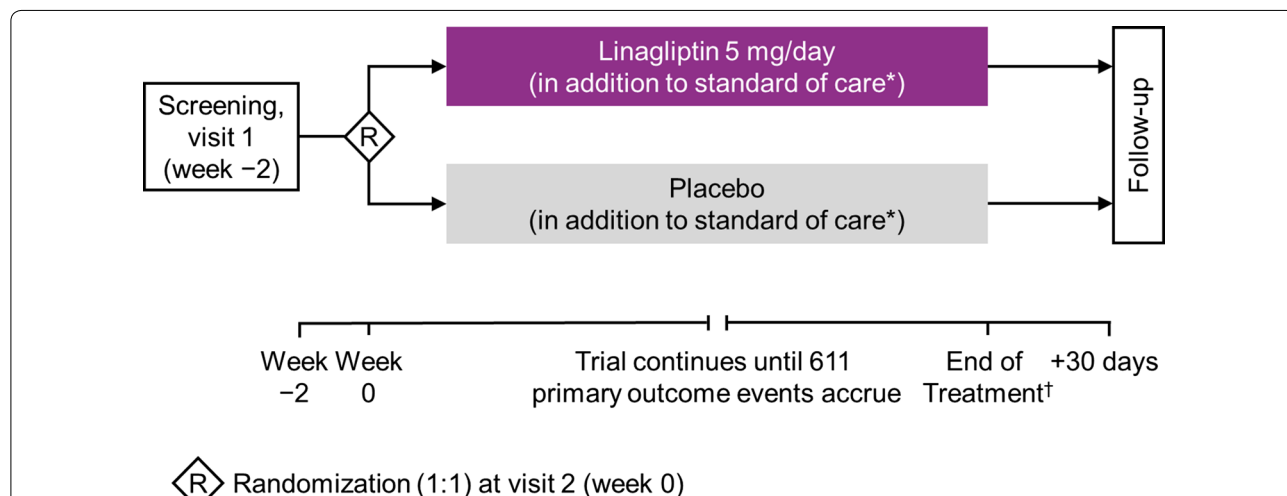 Linagliptin 5 mg/day
(in addition to standard of care*)
Screening,
visit 1
(week −2)
R
Placebo
(in addition to standard of care*)
Follow-up
Week
−2
Week
0
Trial continues until 611
primary outcome events accrue
End of
Treatment†
+30 days
R Randomization (1:1) at visit 2 (week 0)